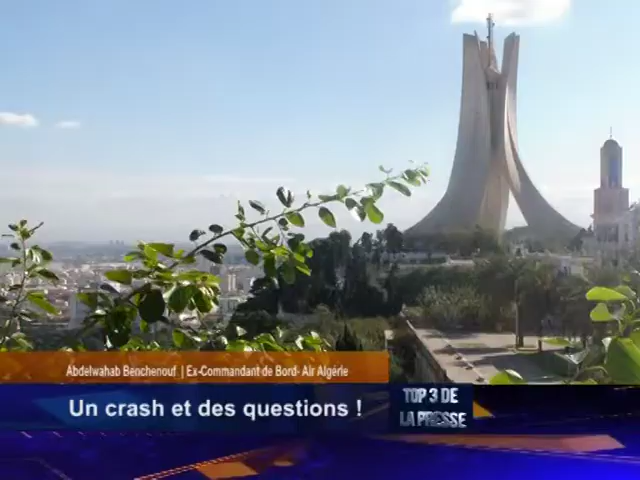 Abdelwahab Benchenouf | Ex-Commandant de Bord- Air Algérie
Un crash et des questions !
TOP 3 DE
LA PRESSE